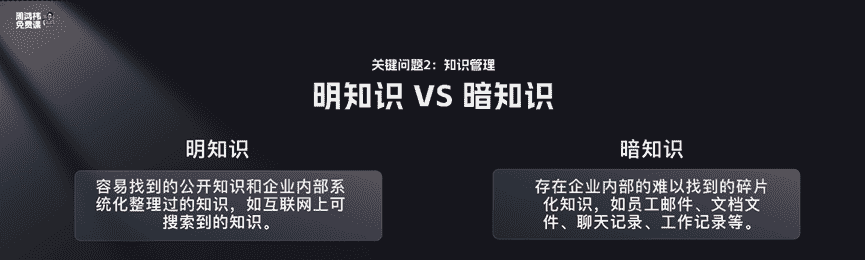 周鸿祎
免费课
关键问题2：知识管理
明知识 VS 暗知识
明知识
暗知识
容易找到的公开知识和企业内部系
统化整理过的知识，如互联网上可
搜索到的知识。
存在企业内部的难以找到的碎片
化知识，如员工邮件、文档文
件、聊天记录、工作记录等。